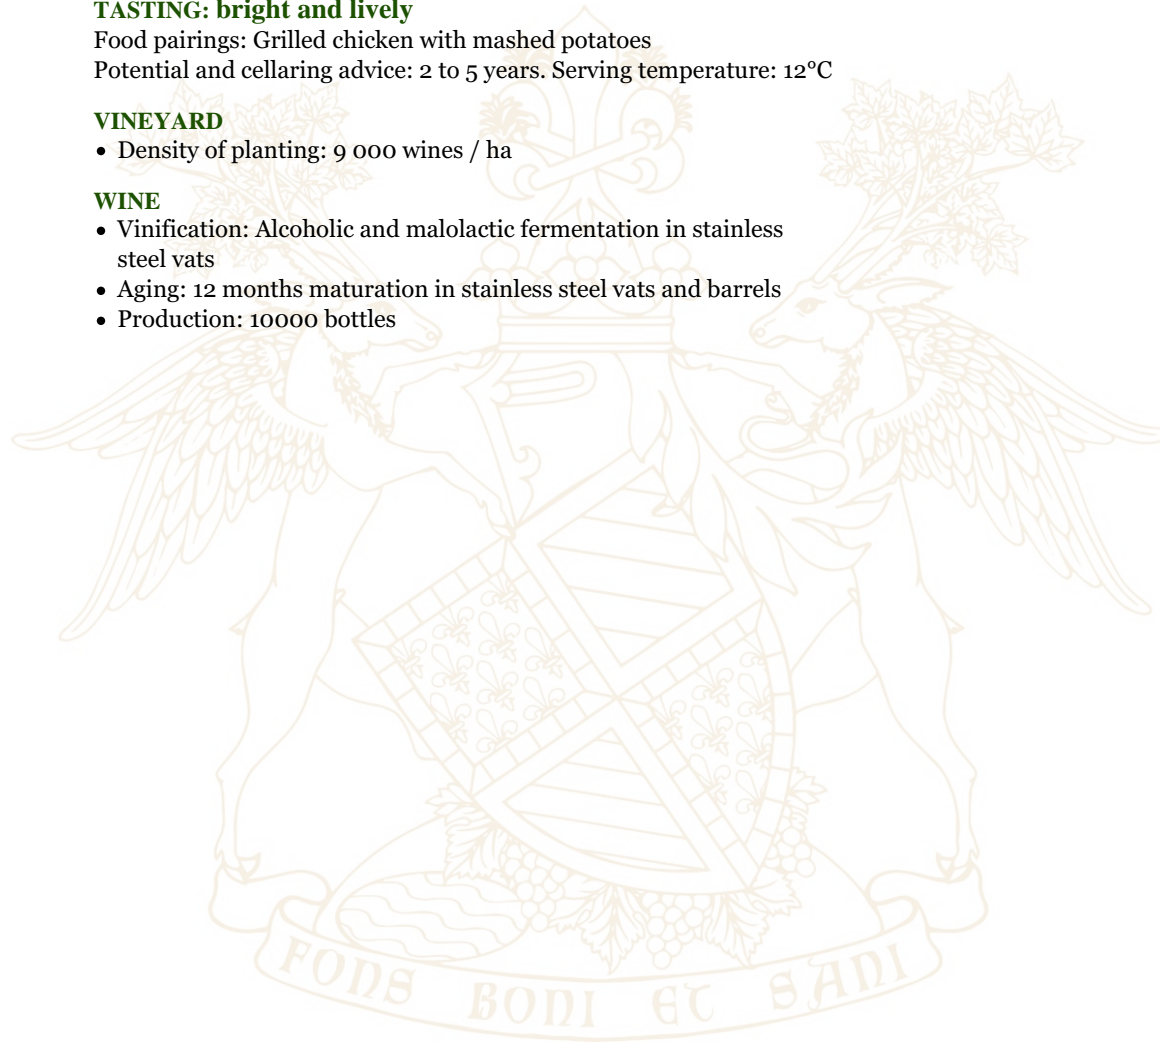 TASTING: bright and lively
Food pairings: Grilled chicken with mashed potatoes
Potential and cellaring advice: 2 to 5 years. Serving temperature: 12°C
VINEYARD
• Density of planting: 9 000 wines / ha
WINE
• Vinification: Alcoholic and malolactic fermentation in stainless
steel vats
• Aging: 12 months maturation in stainless steel vats and barrels
• Production: 10000 bottles
FONS BONI ET SANI